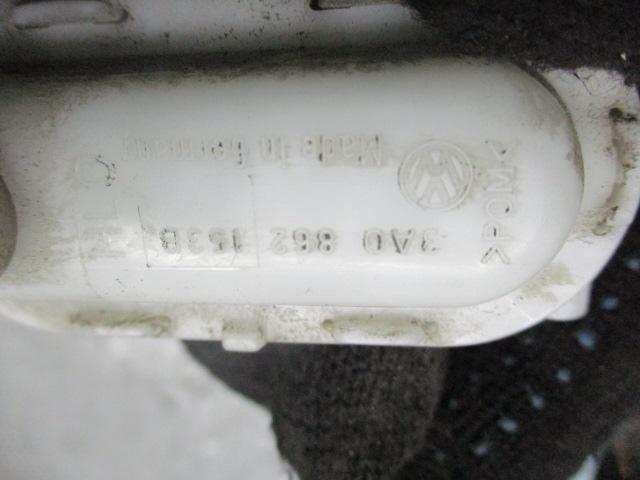 >POM<
3A0 862 153B
Made in Germany